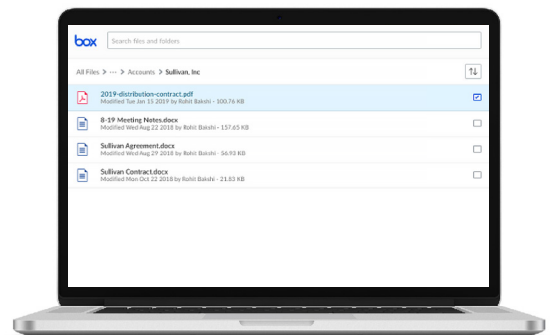 box
Search files and folders
All Files > ··· > Accounts > Sullivan, Inc
2019-distribution-contract.pdf
Modified Tue Jan 15 2019 by Rohit Bakshi - 100.76 KB
8-19 Meeting Notes.docx
Modified Wed Aug 22 2018 by Rohit Bakshi - 157.65 KB
Sullivan Agreement.docx
Modified Wed Aug 29 2018 by Rohit Bakshi - 56.93 KB
Sullivan Contract.docx
Modified Mon Oct 22 2018 by Rohit Bakshi - 21.83 KB